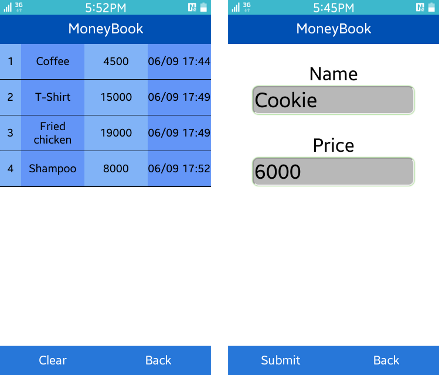 3G 5:52PM
MoneyBook
1 Coffee 4500 06/09 17:44
2 T-Shirt 15000 06/09 17:49
3 Fried chicken 19000 06/09 17:49
4 Shampoo 8000 06/09 17:52
Clear Back
3G 5:45PM
MoneyBook
Name
Cookie
Price
6000
Submit Back